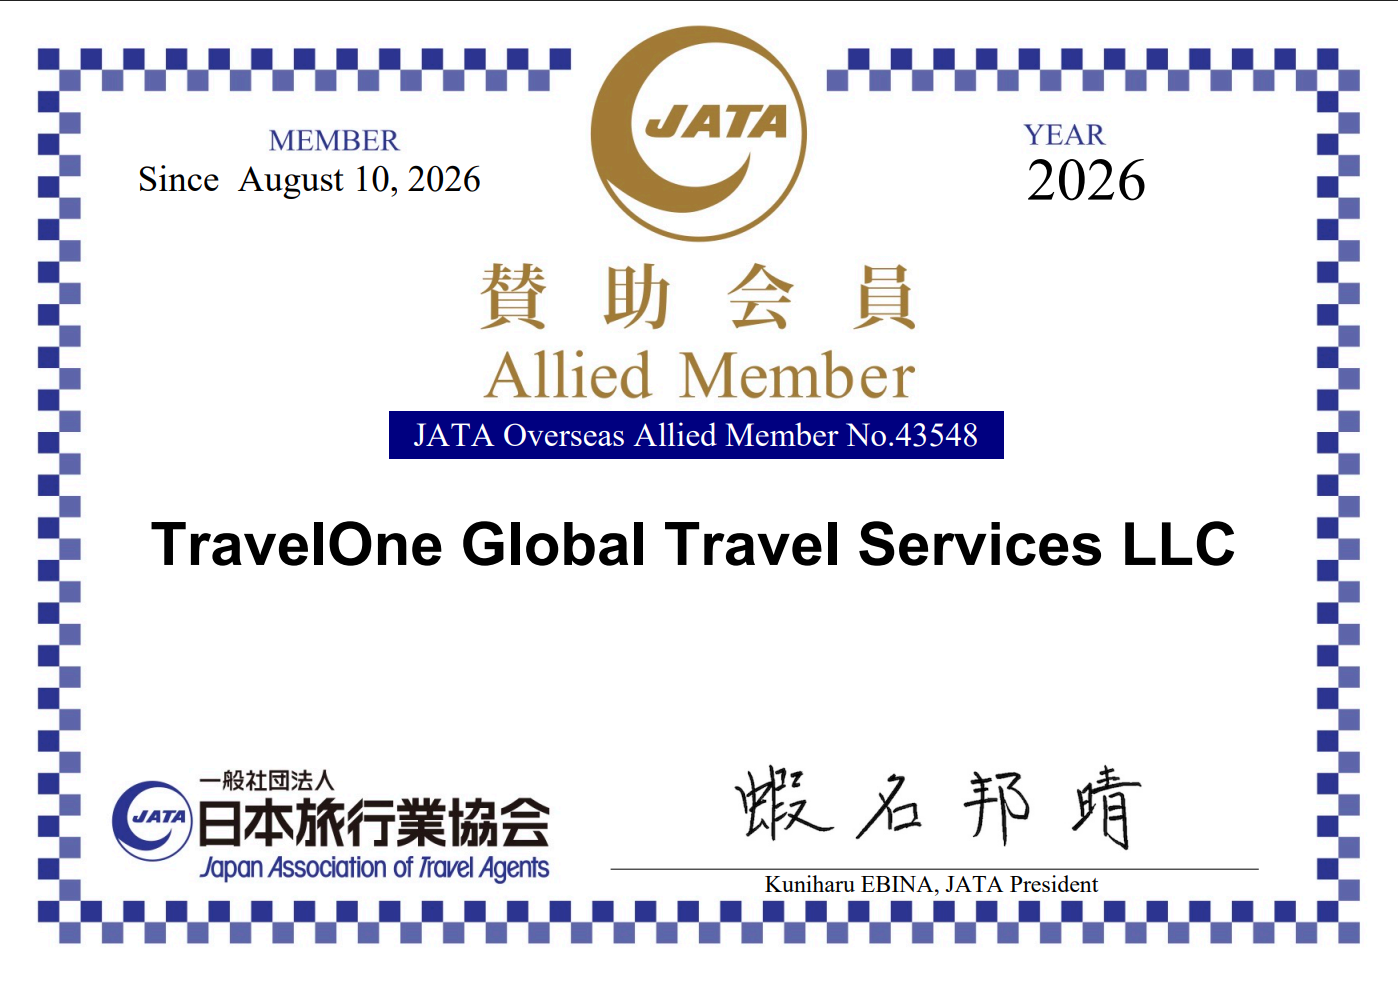 JATA
MEMBER
Since August 10, 2026
YEAR
2026
賛助会員
Allied Member
JATA Overseas Allied Member No.43548
TravelOne Global Travel Services LLC
JATA
一般社団法人
日本旅行業協会
Japan Association of Travel Agents
蝦名邦晴
Kuniharu EBINA, JATA President